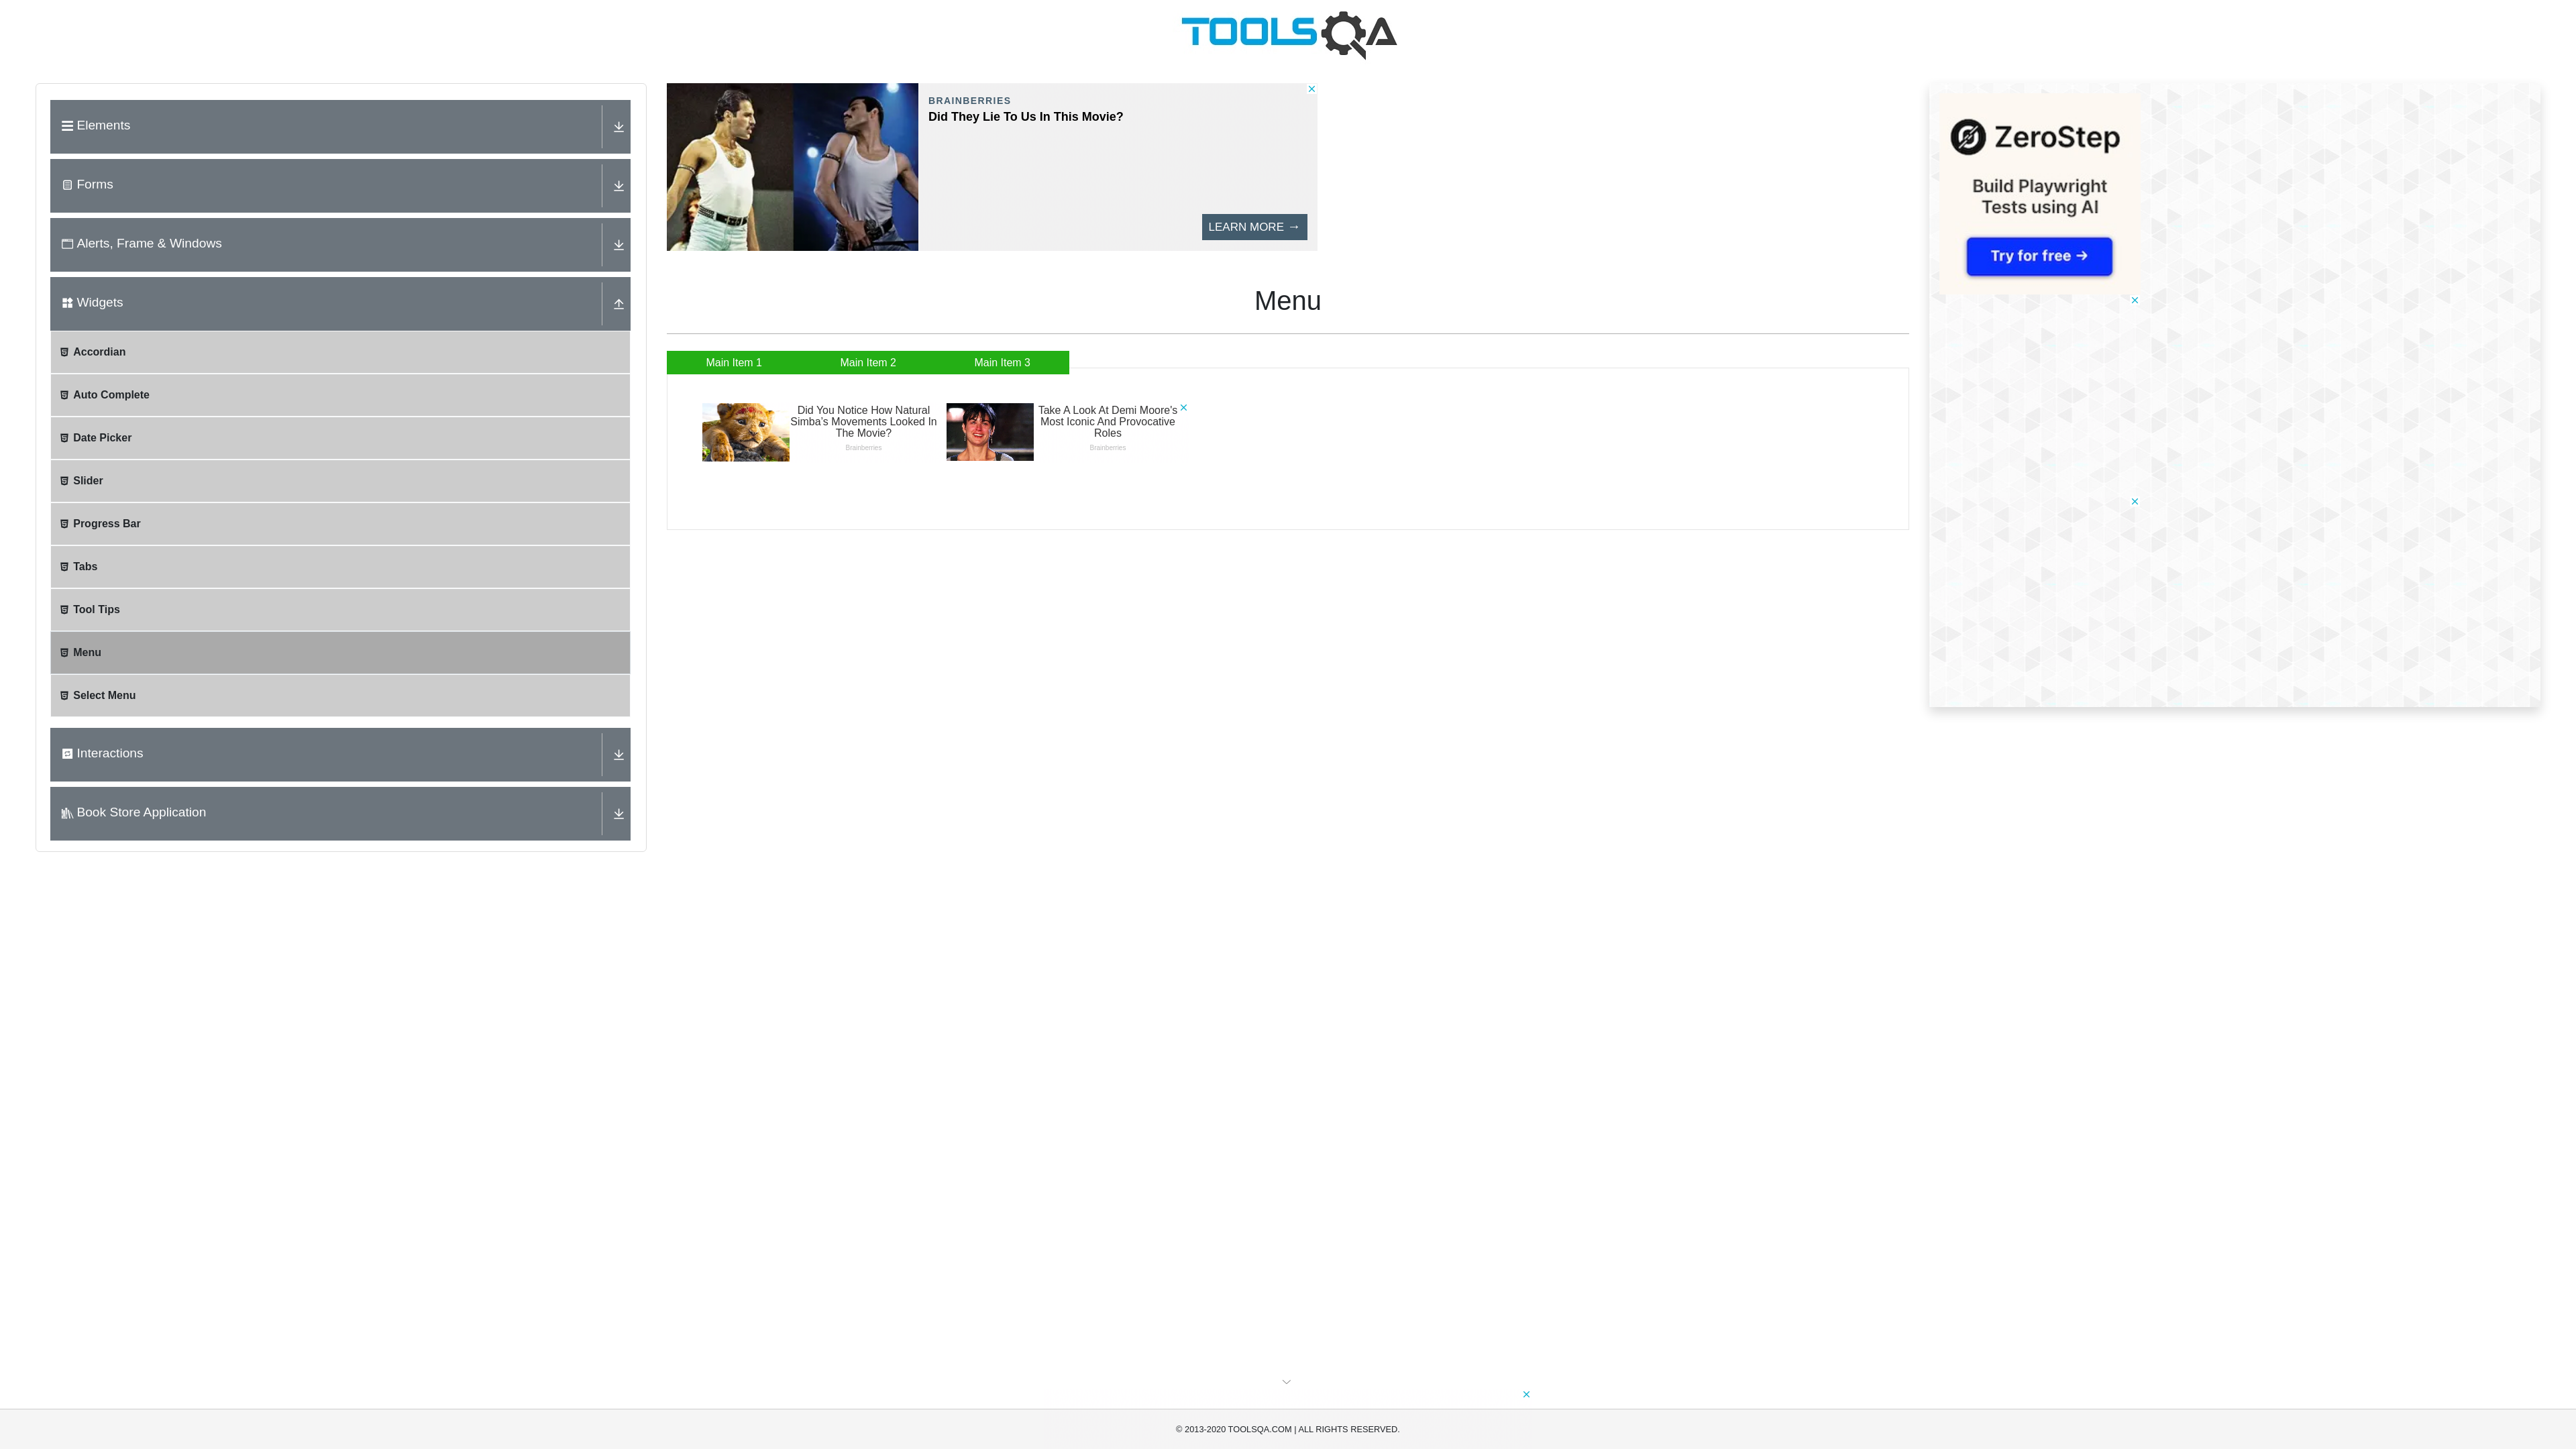 TOOLSQA
Elements
Forms
Alerts, Frame & Windows
Widgets
Accordian
Auto Complete
Date Picker
Slider
Progress Bar
Tabs
Tool Tips
Menu
Select Menu
Interactions
Book Store Application
BRAINBERRIES
Did They Lie To Us In This Movie?
LEARN MORE →
Menu
Main Item 1
Main Item 2
Main Item 3
Did You Notice How Natural
Simba's Movements Looked In
The Movie?
Brainberries
Take A Look At Demi Moore's
Most Iconic And Provocative
Roles
Brainberries
ZeroStep
Build Playwright
Tests using AI
Try for free →
© 2013-2020 TOOLSQA.COM | ALL RIGHTS RESERVED.